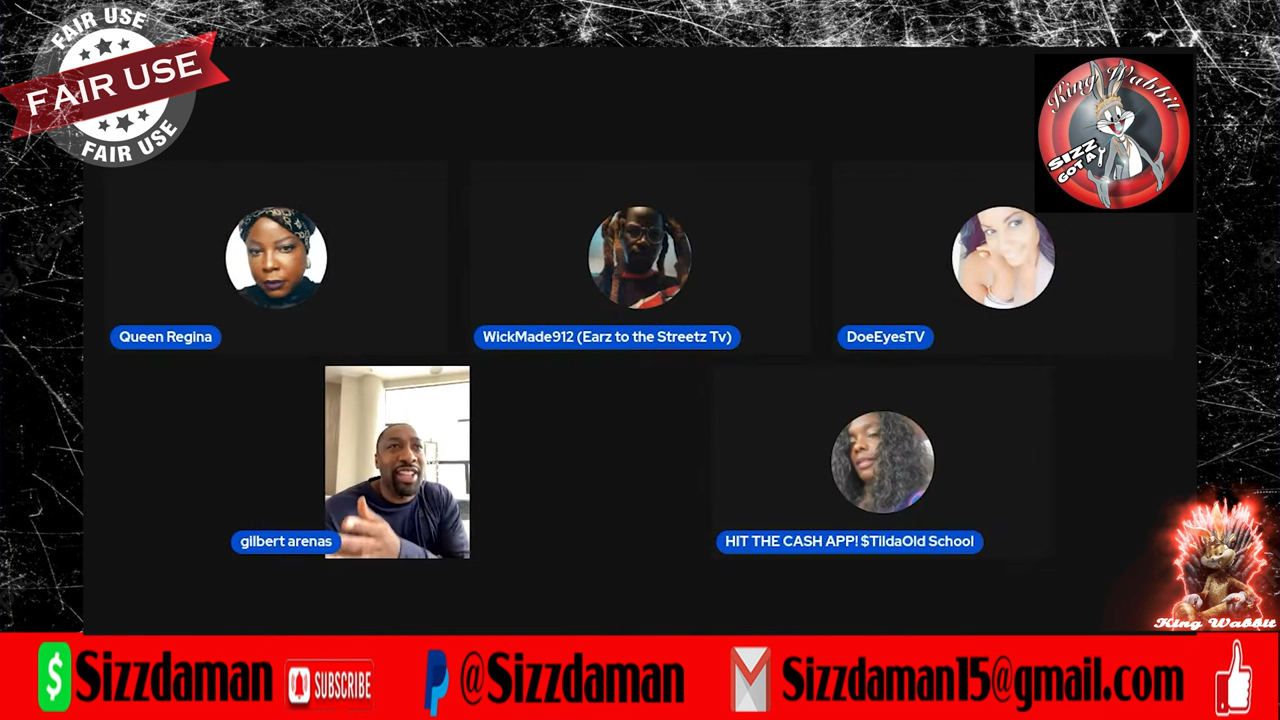 FAIR USE
FAIR USE
FAIR USE
King Wabbit
SIZZ
GOT A
Queen Regina
WickMade912 (Earz to the Streetz Tv)
DoeEyesTV
gilbert arenas
HIT THE CASH APP! $TildaOld School
King Wabbit
$ Sizzdaman
SUBSCRIBE
@Sizzdaman
Sizzdaman15@gmail.com